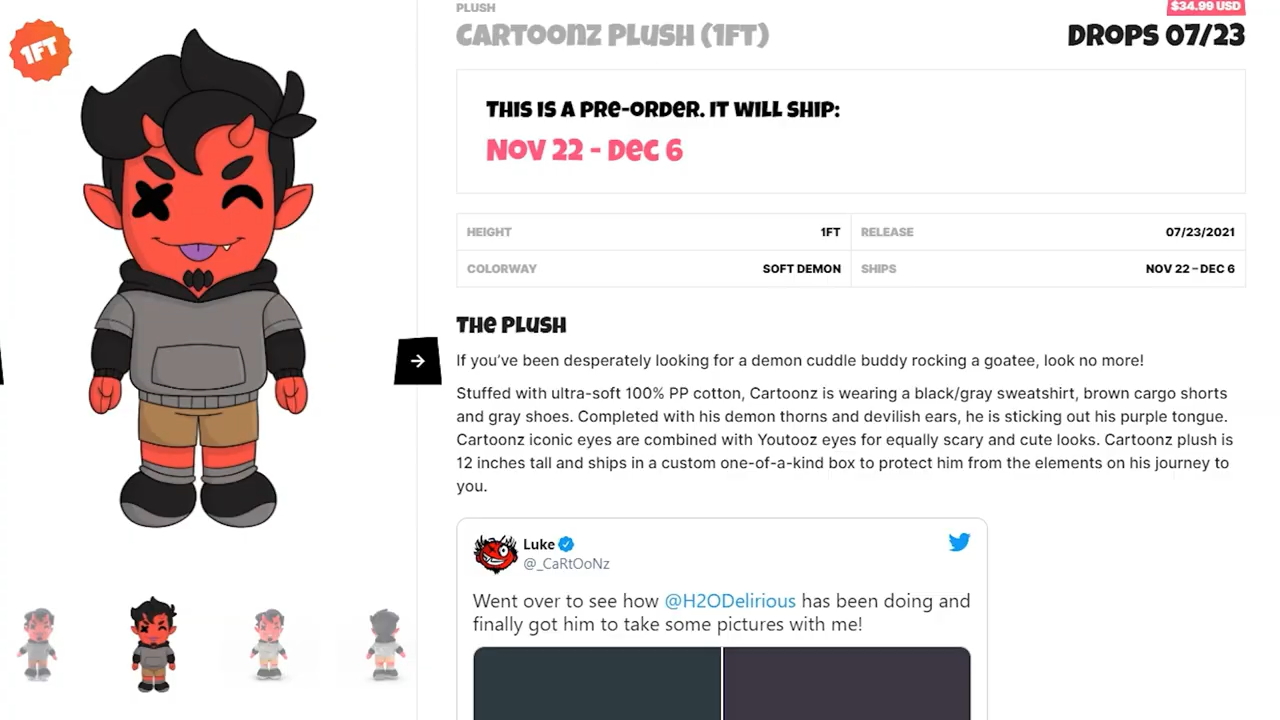 1FT
PLUSH
$34.99 USD
CARTOONZ PLUSH (1FT)
DROPS 07/23
THIS IS A PRE-ORDER. IT WILL SHIP:
NOV 22 - DEC 6
HEIGHT 1FT
RELEASE 07/23/2021
COLORWAY SOFT DEMON
SHIPS NOV 22 - DEC 6
THE PLUSH
If you've been desperately looking for a demon cuddle buddy rocking a goatee, look no more!
Stuffed with ultra-soft 100% PP cotton, Cartoonz is wearing a black/gray sweatshirt, brown cargo shorts
and gray shoes. Completed with his demon thorns and devilish ears, he is sticking out his purple tongue.
Cartoonz iconic eyes are combined with Youtooz eyes for equally scary and cute looks. Cartoonz plush is
12 inches tall and ships in a custom one-of-a-kind box to protect him from the elements on his journey to
you.
Luke
@_CaRtOoNz
Went over to see how @H2ODelirious has been doing and
finally got him to take some pictures with me!